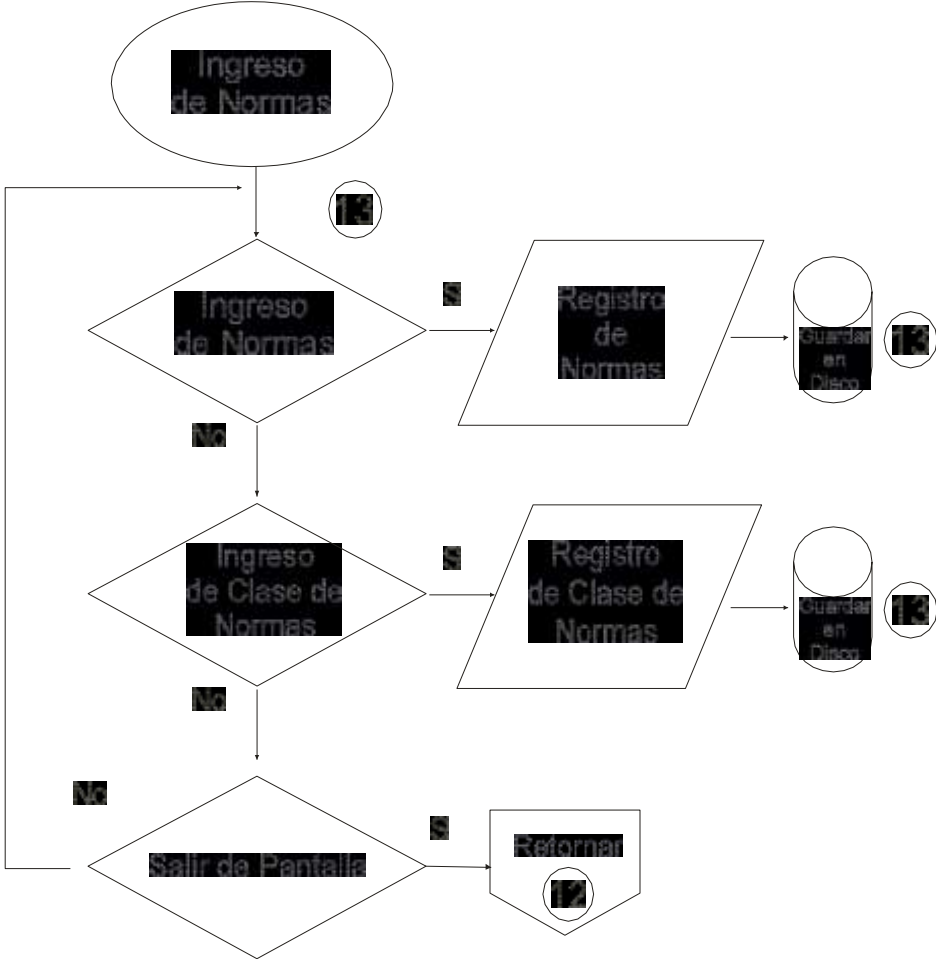 Ingreso
de Normas
13
Ingreso
de Normas
S
Registro
de
Normas
Guardar
en
Disco
13
No
Ingreso
de Clase de
Normas
S
Registro
de Clase de
Normas
Guardar
en
Disco
13
No
No
Salir de Pantalla
S
Retornar
12